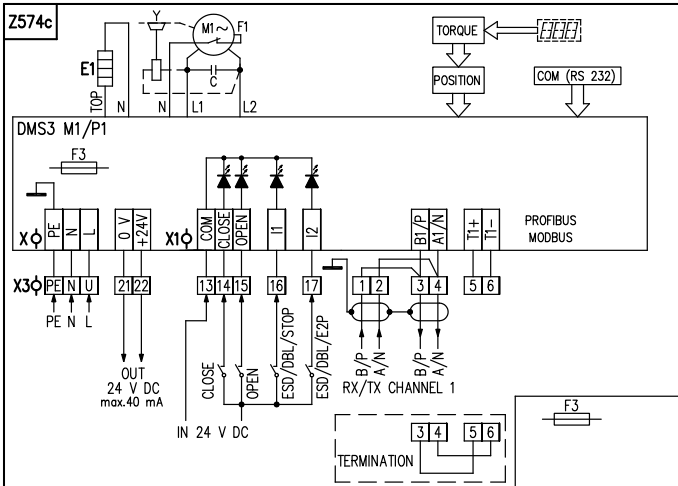 Z574c
Y
M1~
F1
E1
TOP
N
N
L1
C
L2
TORQUE
POSITION
COM (RS 232)
DMS3 M1/P1
F3
X
PE
N
L
0 V
+24V
X1
COM
CLOSE
OPEN
I1
I2
B1/P
A1/N
T1+
T1-
PROFIBUS
MODBUS
X3
PE
N
U
21
22
13
14
15
16
17
1
2
3
4
5
6
PE
N
L
OUT
24 V DC
max.40 mA
CLOSE
OPEN
ESD/DBL/STOP
ESD/DBL/E2P
B/P
A/N
B/P
A/N
RX/TX CHANNEL 1
IN 24 V DC
TERMINATION
3
4
5
6
F3